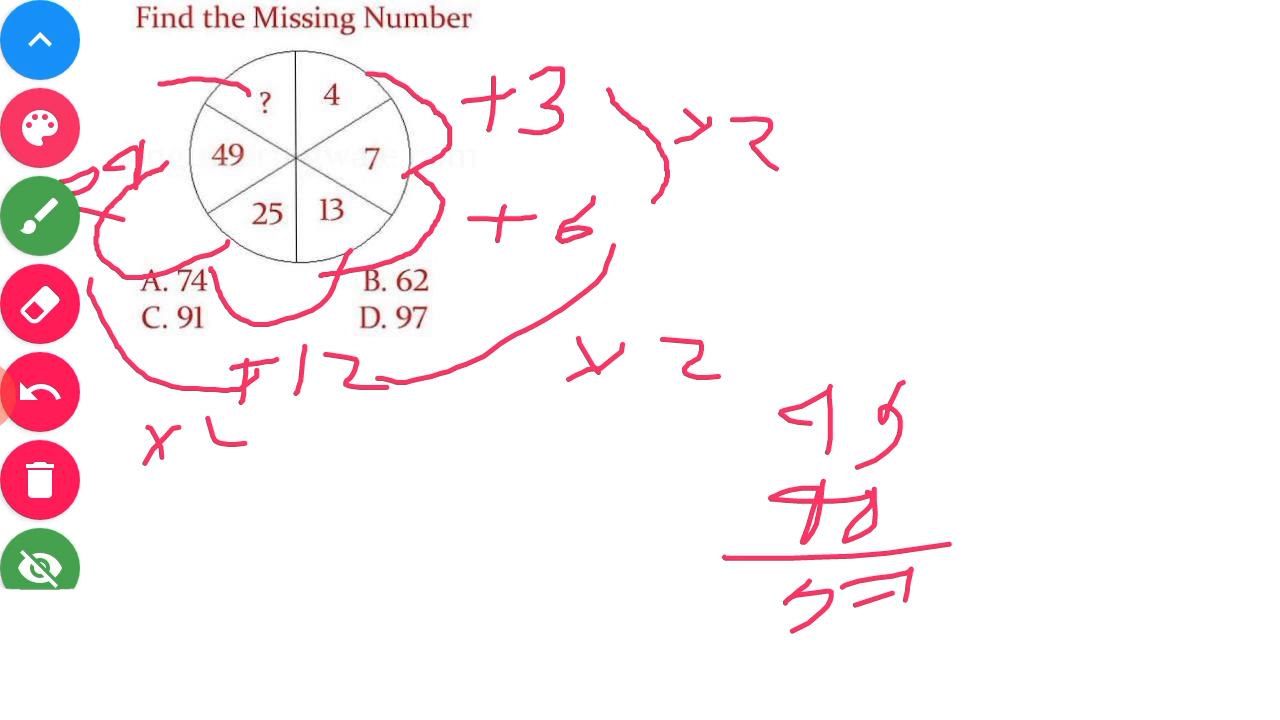 Find the Missing Number
? 4 +3
×2
49 7
24
+
25 13 +6
A. 74 B. 62
C. 91 D. 97
+12 ×2
×2
49
48
97